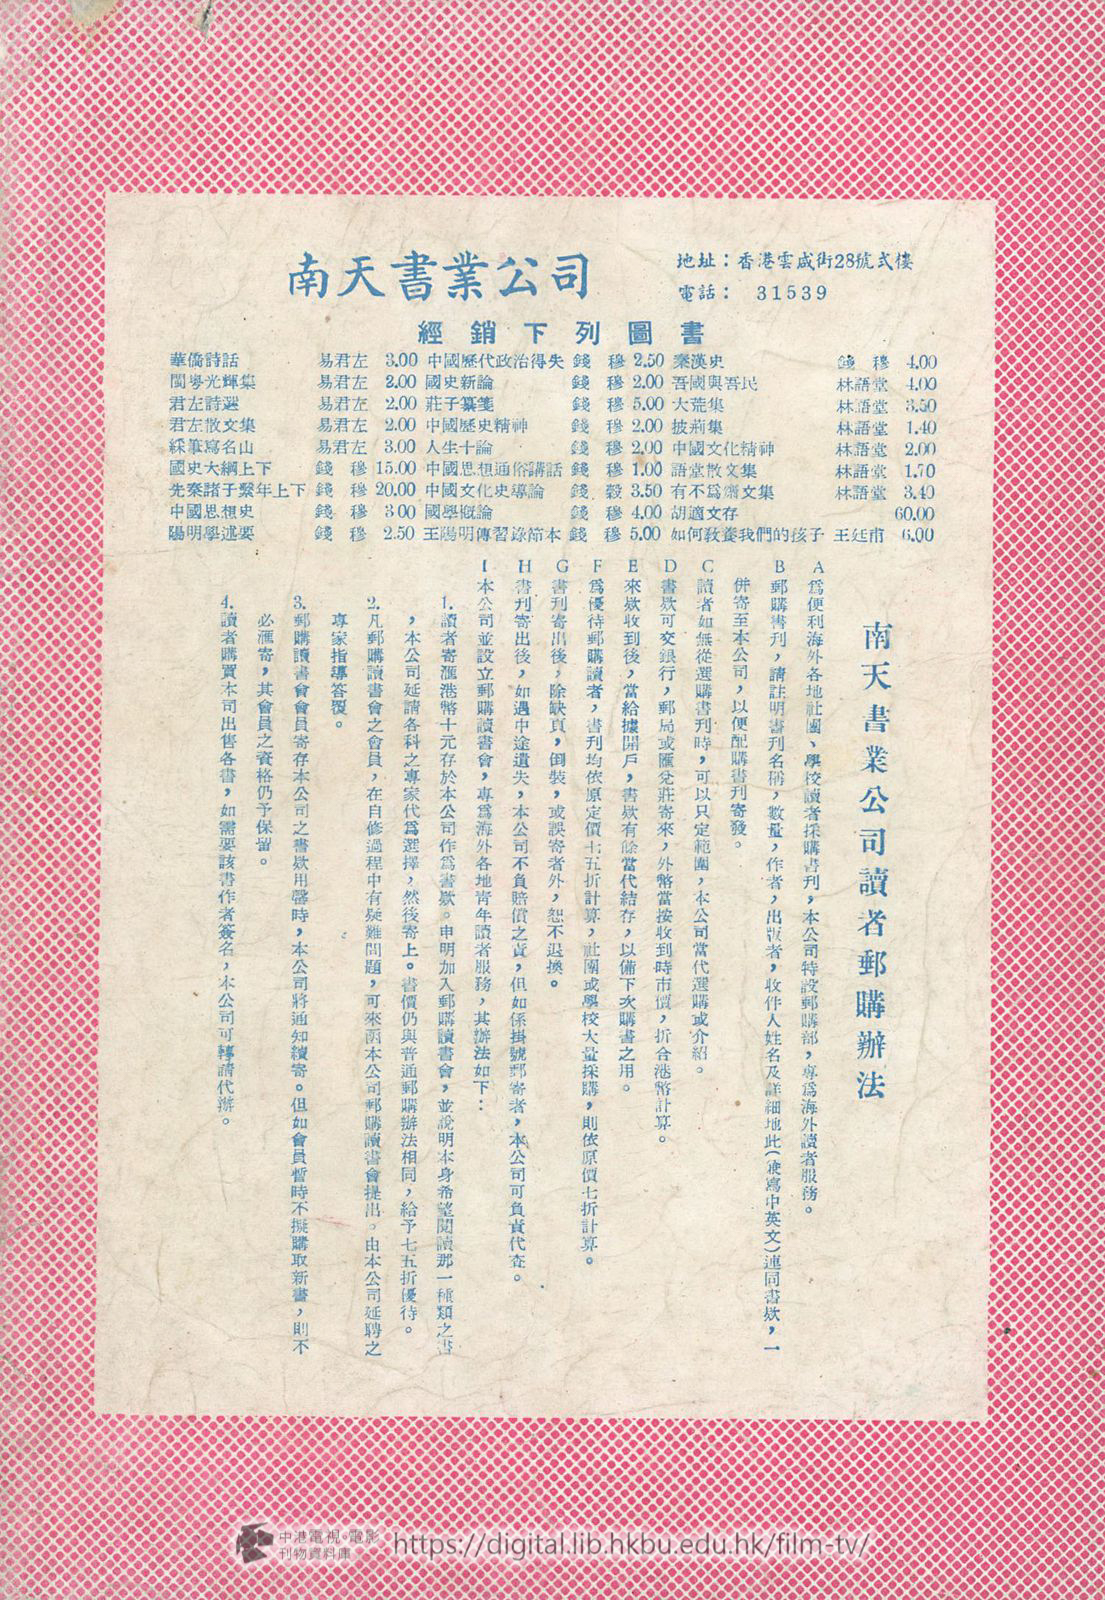 南天書業公司
地址：香港雲咸街28號弍樓
電話： 31539
經銷下列圖書
華僑詩話 易君左 3.00 中國歷代政治得失 錢穆 2.50 秦漢史 錢穆 4.00
閩粵光輝集 易君左 2.00 國史新論 錢穆 2.00 吾國與吾民 林語堂 4.00
君左詩選 易君左 2.00 莊子纂箋 錢穆 5.00 大荒集 林語堂 3.50
君左散文集 易君左 2.00 中國歷史精神 錢穆 2.00 披荊集 林語堂 1.40
綵筆寫名山 易君左 3.00 人生十論 錢穆 2.00 中國文化精神 林語堂 2.00
國史大綱上下 錢穆 15.00 中國思想通俗講話 錢穆 1.00 語堂散文集 林語堂 1.70
先秦諸子繫年上下 錢穆 20.00 中國文化史導論 錢穀 3.50 有不為齋文集 林語堂 3.40
中國思想史 錢穆 3.00 國學概論 錢穆 4.00 胡適文存 60.00
陽明學述要 錢穆 2.50 王陽明傳習錄節本 錢穆 5.00 如何敎養我們的孩子 王廷甫 6.00
南天書業公司讀者郵購辦法
A 爲便利海外各地社團、學校讀者採購書刊，本公司特設郵購部，專爲海外讀者服務。
B 郵購書刊，請註明書刊名稱，數量，作者，出版者，收件人姓名及詳細地址（便寫中英文）連同書欵，一
併寄至本公司，以便配購書刊寄發。
C 讀者如無從選購書刊時，可以只定範圍，本公司當代選購或介紹。
D 書欵可交銀行，郵局或匯兌莊寄來，外幣當按收到時市價，折合港幣計算。
E 來欵收到後，當給據開戶，書欵有餘當代結存，以備下次購書之用。
F 爲優待郵購讀者，書刊均依原定價七五折計算，社團或學校大量採購，則依原價七折計算。
G 書刊寄出後，除缺頁，倒裝，或誤寄者外，恕不退換。
H 書刊寄出後，如遇中途遺失，本公司不負賠償之責，但如係掛號郵寄者，本公司可負責代查。
I 本公司並設立郵購讀書會，專爲海外各地靑年讀者服務，其辦法如下：
1. 讀者寄滙港幣十元存於本公司作爲書欵。申明加入郵購讀書會，並說明本身希望閱讀那一種類之書
，本公司延請各科之專家代爲選擇，然後寄上。書價仍與普通郵購辦法相同，給予七五折優待。
2. 凡郵購讀書會之會員，在自修過程中有疑難問題，可來函本公司郵購讀書會提出。由本公司延聘之
專家指導答覆。
3. 郵購讀書會會員寄存本公司之書欵用罄時，本公司將通知續寄。但如會員暫時不擬購取新書，則不
必滙寄，其會員之資格仍予保留。
4. 讀者購買本司出售各書，如需要該書作者簽名，本公司可轉請代辦。
中港電視・電影
刊物資料庫
https://digital.lib.hkbu.edu.hk/film-tv/